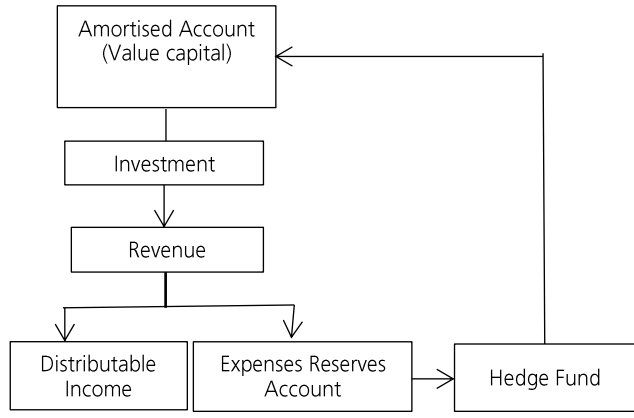 Amortised Account
(Value capital)
Investment
Revenue
Distributable
Income
Expenses Reserves
Account
Hedge Fund